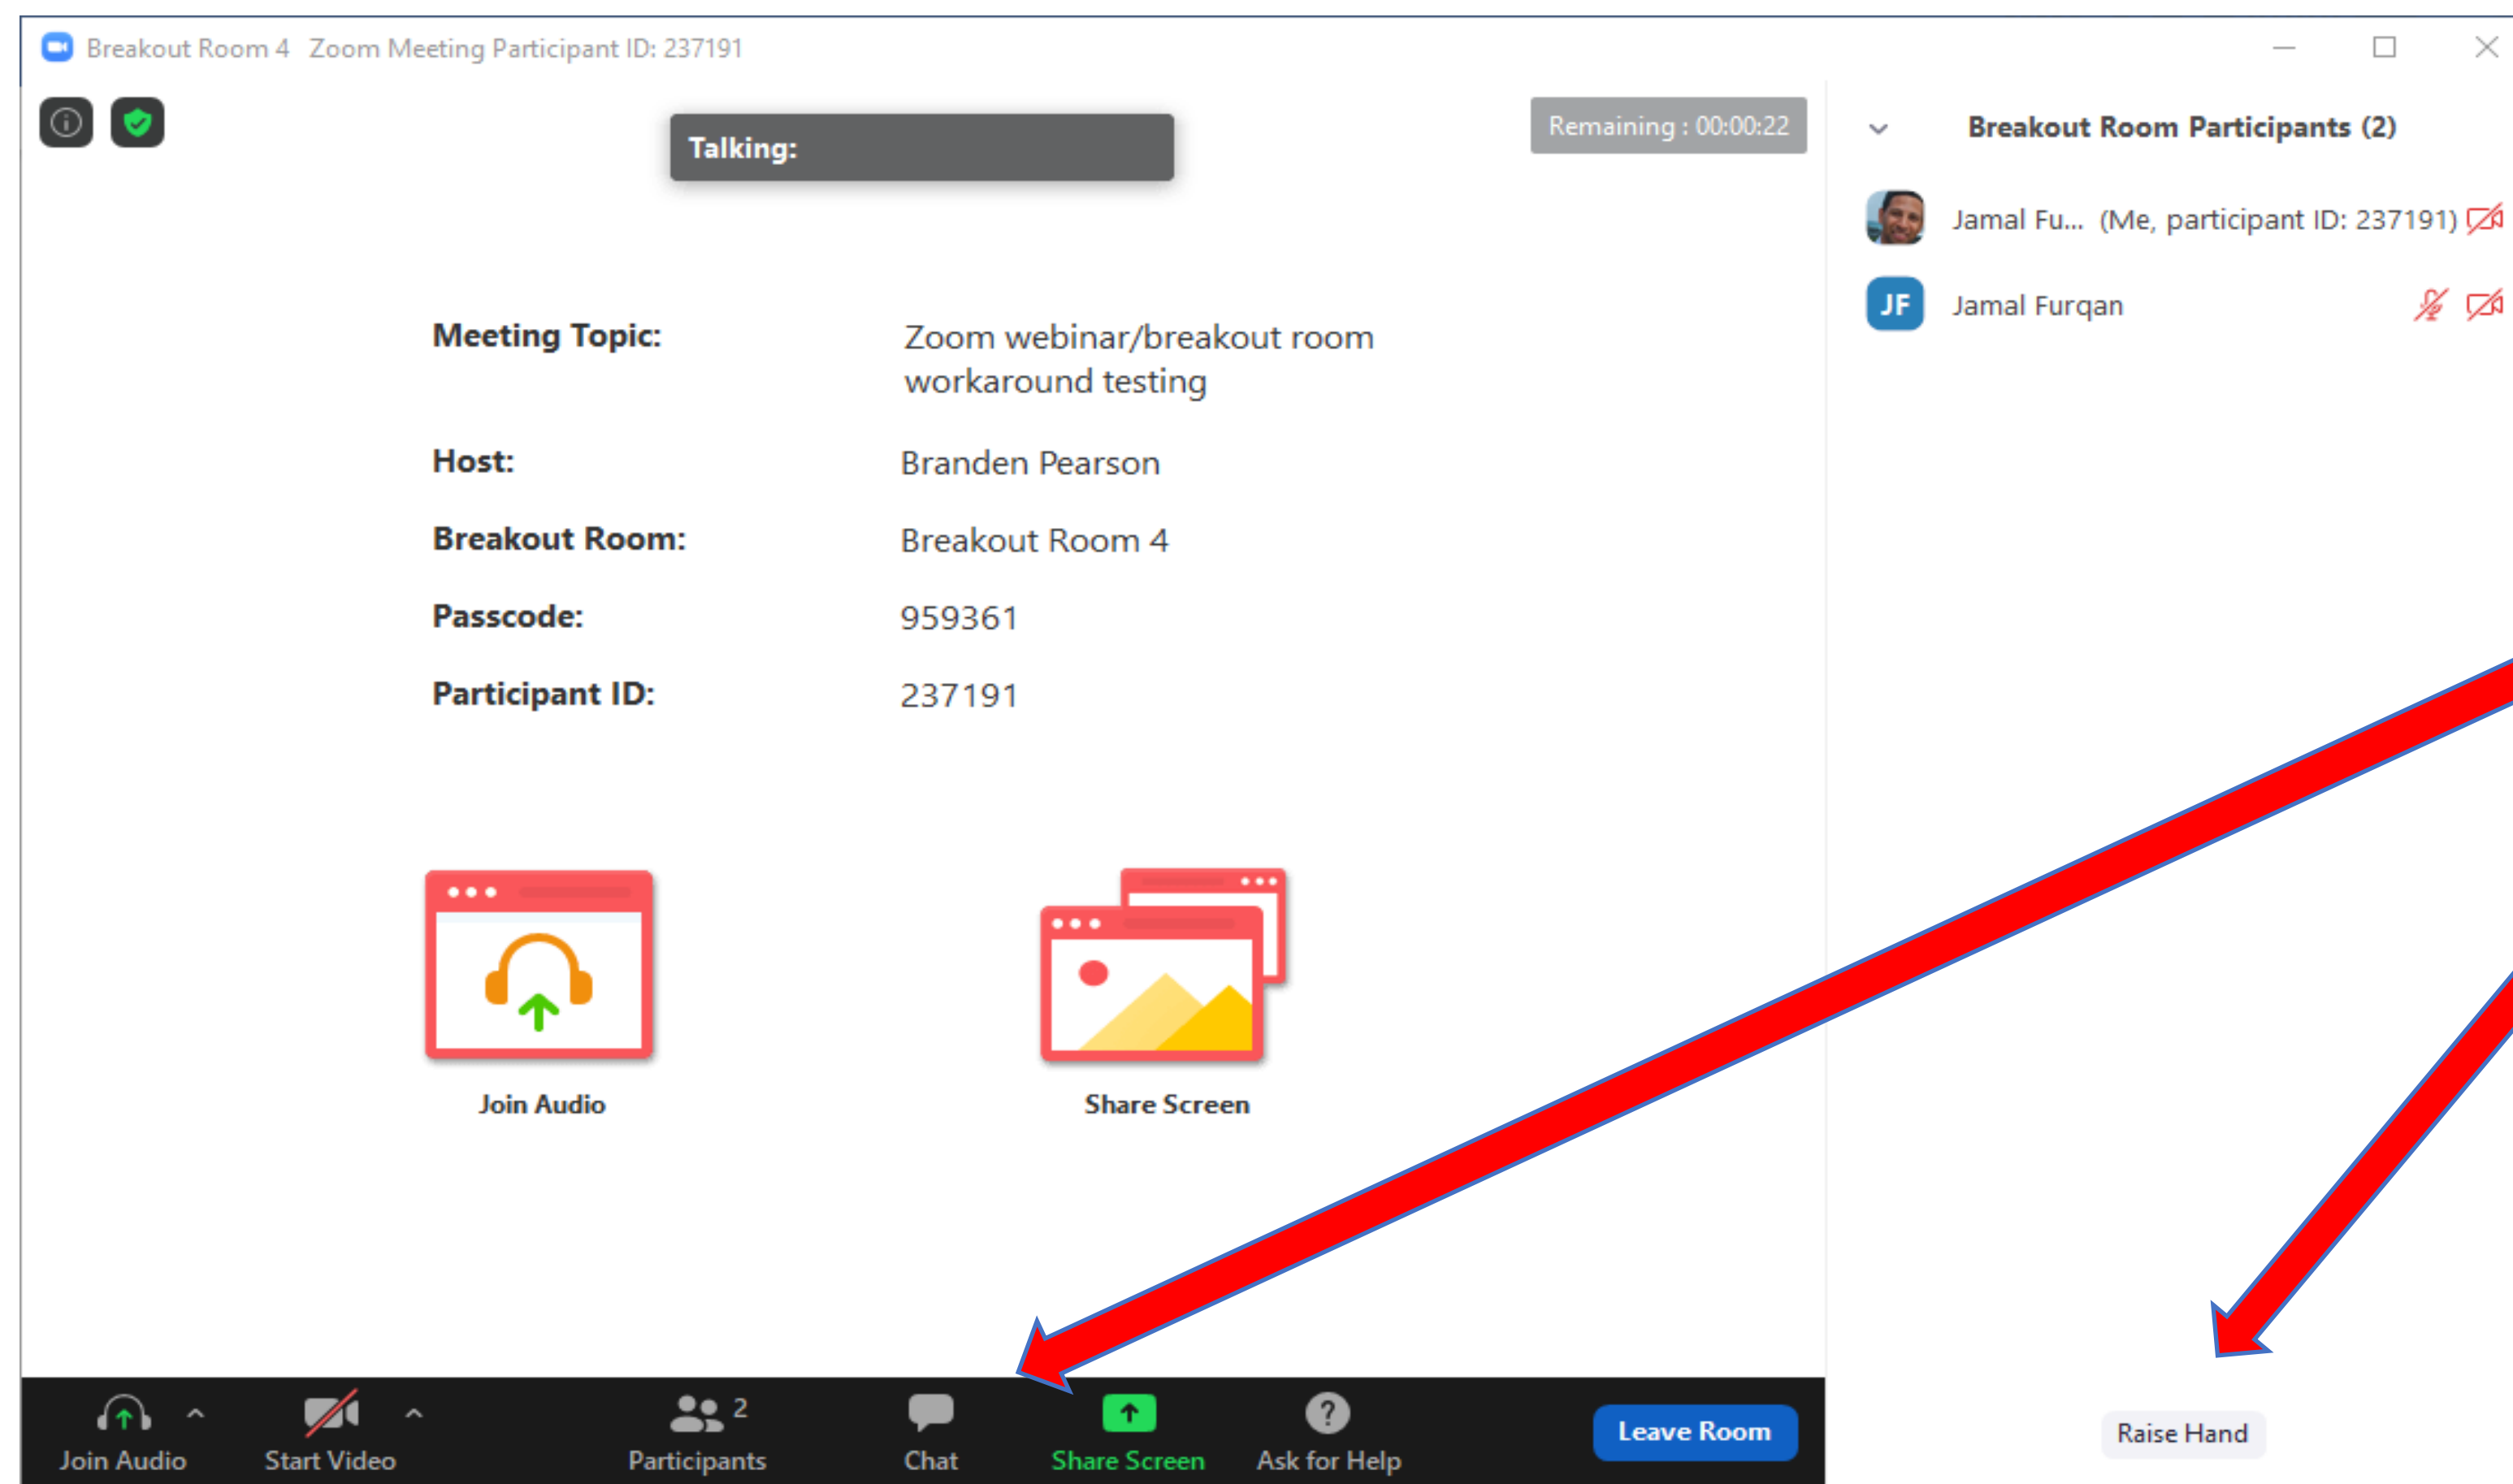 Breakout Room 4 Zoom Meeting Participant ID: 237191
Talking:
Remaining : 00:00:22
Breakout Room Participants (2)
Jamal Fu... (Me, participant ID: 237191)
JF Jamal Furqan
Meeting Topic: Zoom webinar/breakout room
workaround testing
Host: Branden Pearson
Breakout Room: Breakout Room 4
Passcode: 959361
Participant ID: 237191
Join Audio Share Screen
2
Join Audio Start Video Participants Chat Share Screen Ask for Help Leave Room Raise Hand